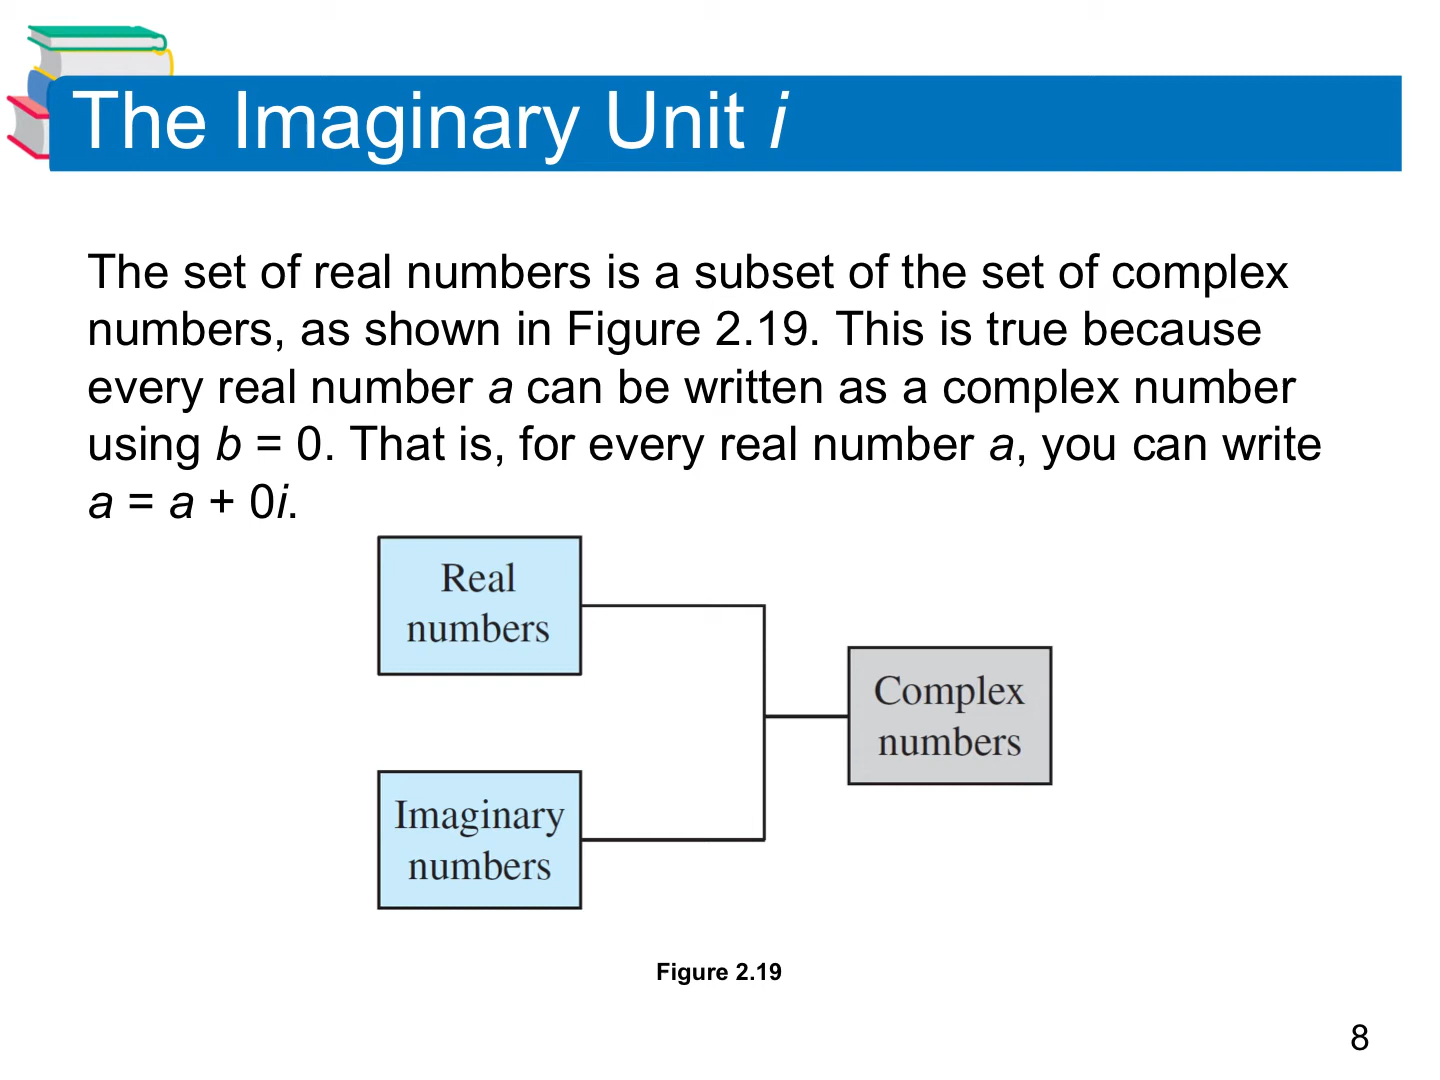 The Imaginary Unit i
The set of real numbers is a subset of the set of complex
numbers, as shown in Figure 2.19. This is true because
every real number a can be written as a complex number
using b = 0. That is, for every real number a, you can write
a = a + 0i.
Real
numbers
Complex
numbers
Imaginary
numbers
Figure 2.19
8